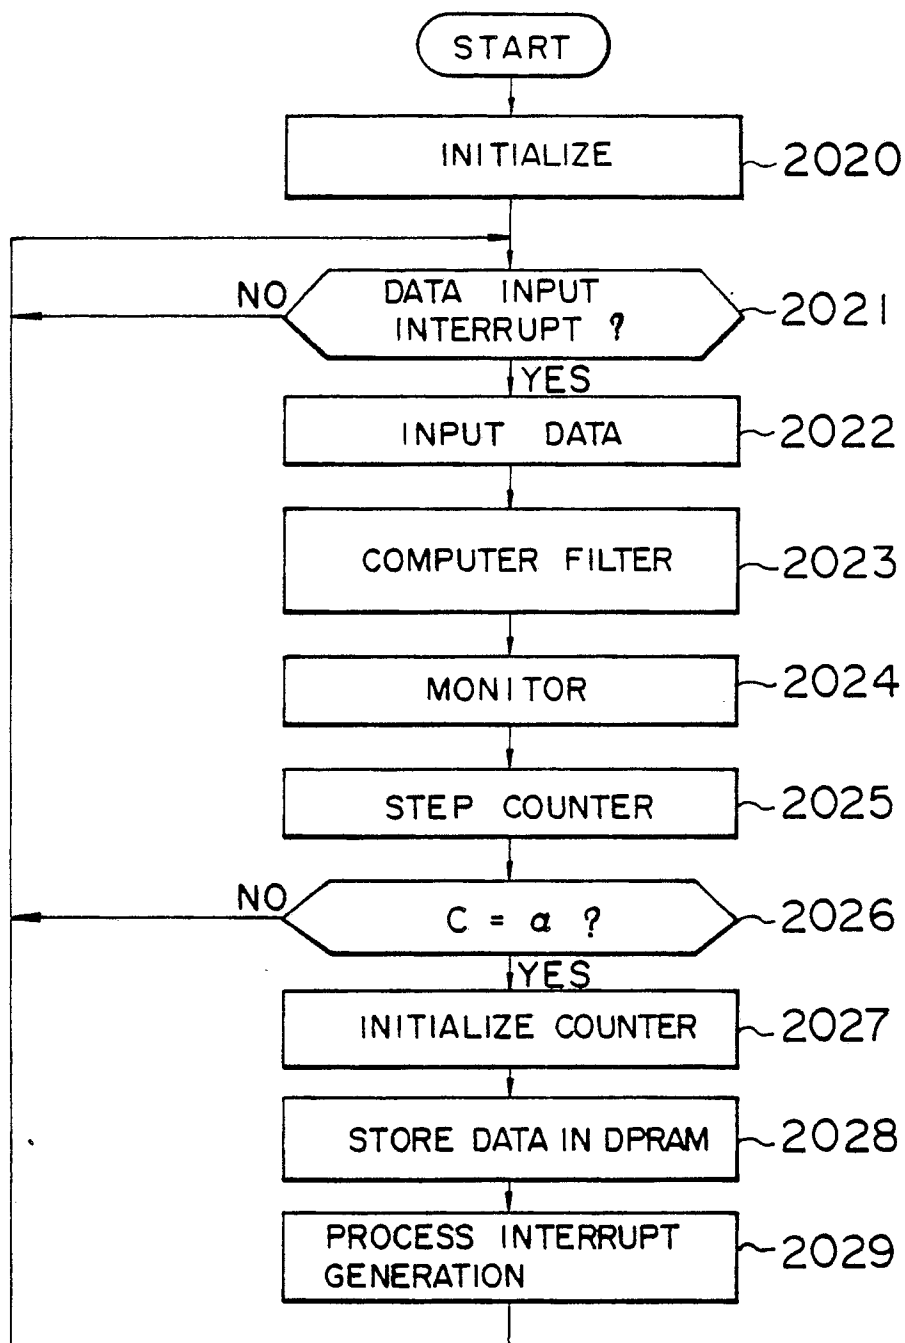 START
INITIALIZE
2020
NO
DATA INPUT
INTERRUPT ?
2021
YES
INPUT DATA
2022
COMPUTER FILTER
2023
MONITOR
2024
STEP COUNTER
2025
NO
C = α ?
2026
YES
INITIALIZE COUNTER
2027
STORE DATA IN DPRAM
2028
PROCESS INTERRUPT
GENERATION
2029